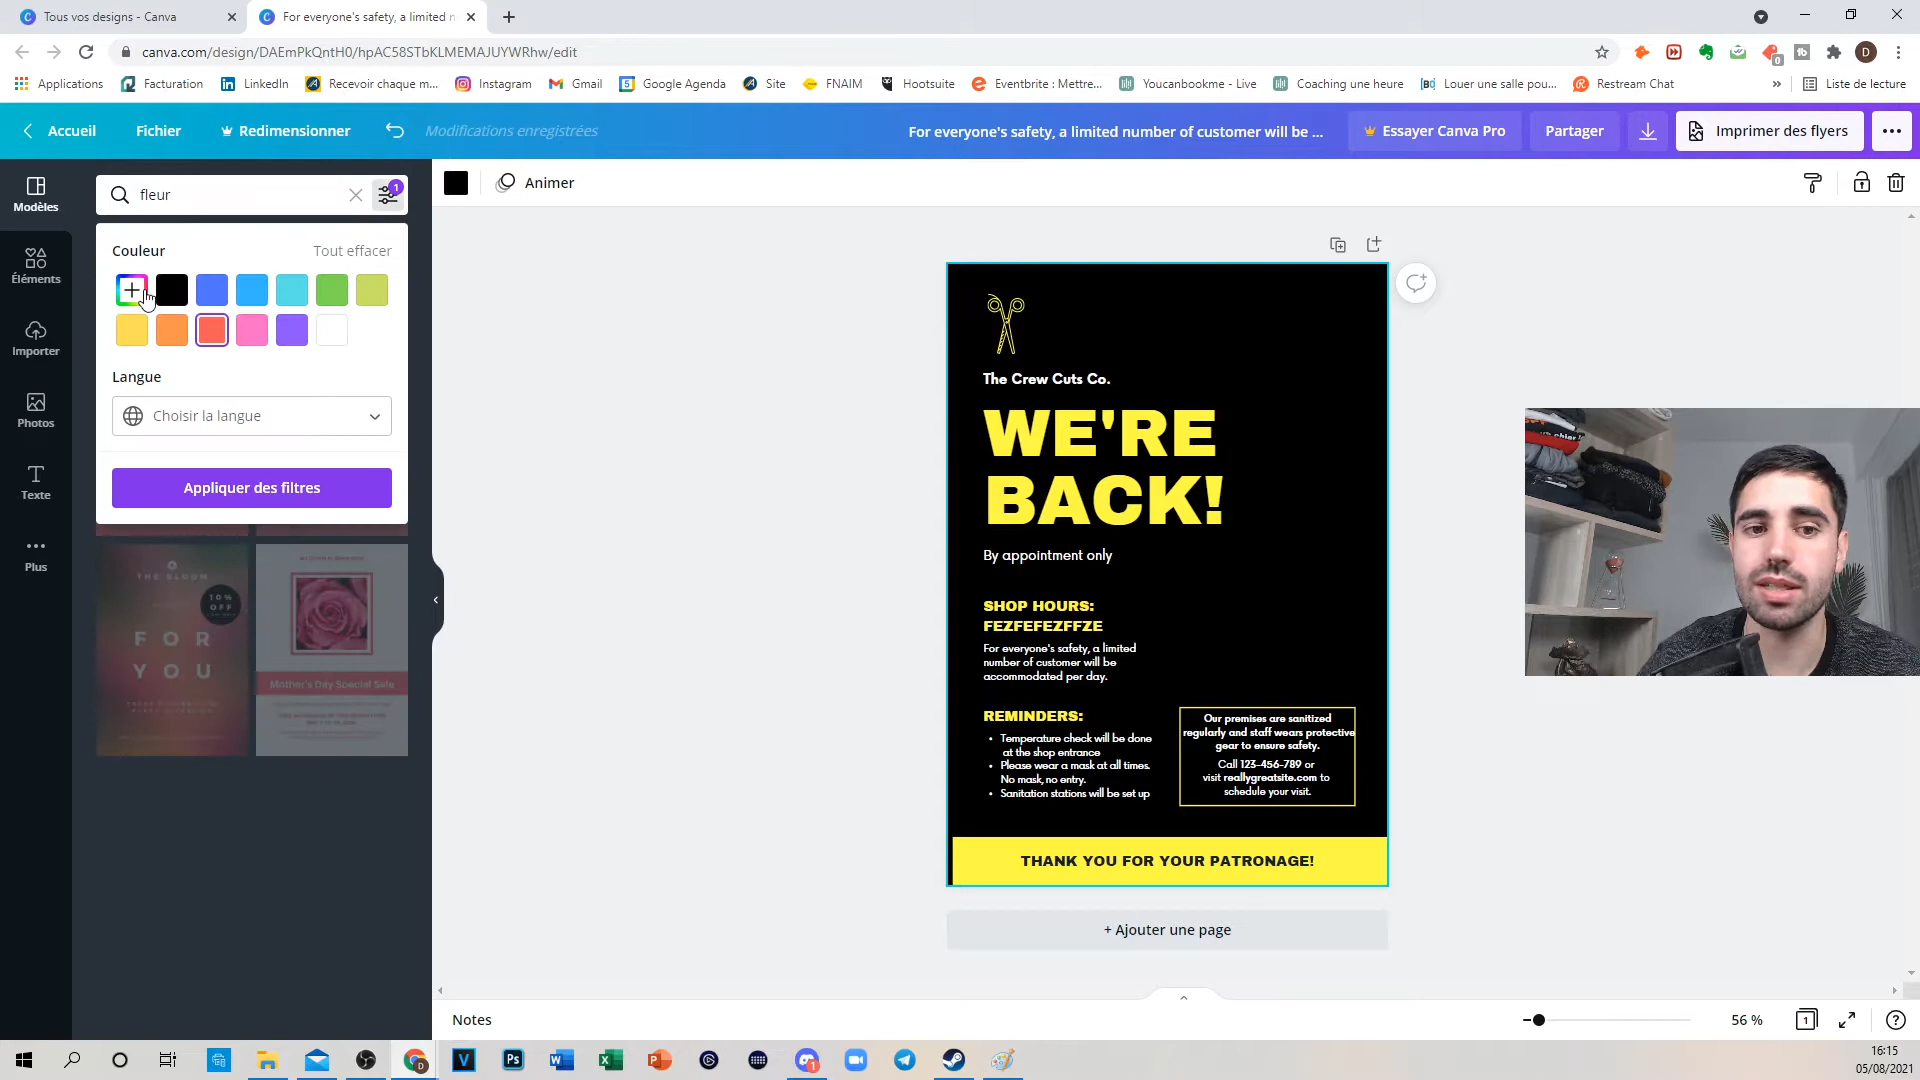 Tous vos designs - Canva
For everyone's safety, a limited n
canva.com/design/DAEmPkQntH0/hpAC58STbKLMEMAJUYWRhw/edit
D
Applications
Facturation
LinkedIn
Recevoir chaque m...
Instagram
Gmail
Google Agenda
Site
FNAIM
Hootsuite
Eventbrite : Mettre...
Youcanbookme - Live
Coaching une heure
Louer une salle pou...
Restream Chat
»
Liste de lecture
Accueil
Fichier
Redimensionner
Modifications enregistrées
For everyone's safety, a limited number of customer will be ...
Essayer Canva Pro
Partager
Imprimer des flyers
Modèles
Éléments
Importer
Photos
Texte
Plus
fleur
1
Animer
Couleur
Tout effacer
Langue
Choisir la langue
Appliquer des filtres
THE BLOOM
10%
OFF
FOR
YOU
Mother's Day Special Sale
The Crew Cuts Co.
WE'RE
BACK!
By appointment only
SHOP HOURS:
FEZFEFEZFFZE
For everyone's safety, a limited
number of customer will be
accommodated per day.
REMINDERS:
• Temperature check will be done
at the shop entrance
• Please wear a mask at all times.
No mask, no entry.
• Sanitation stations will be set up
Our premises are sanitized
regularly and staff wears protective
gear to ensure safety.
Call 123-456-789 or
visit reallygreatsite.com to
schedule your visit.
THANK YOU FOR YOUR PATRONAGE!
+ Ajouter une page
Notes
56 %
1
16:15
05/08/2021